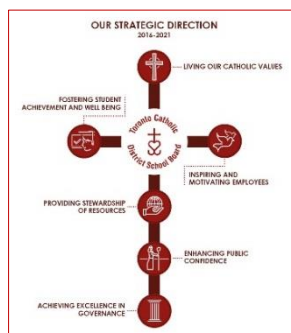 OUR STRATEGIC DIRECTION
2016-2021
LIVING OUR CATHOLIC VALUES
FOSTERING STUDENT
ACHIEVEMENT AND WELL BEING
Toronto Catholic
District School Board
INSPIRING AND
MOTIVATING EMPLOYEES
PROVIDING STEWARDSHIP
OF RESOURCES
ENHANCING PUBLIC
CONFIDENCE
ACHIEVING EXCELLENCE IN
GOVERNANCE